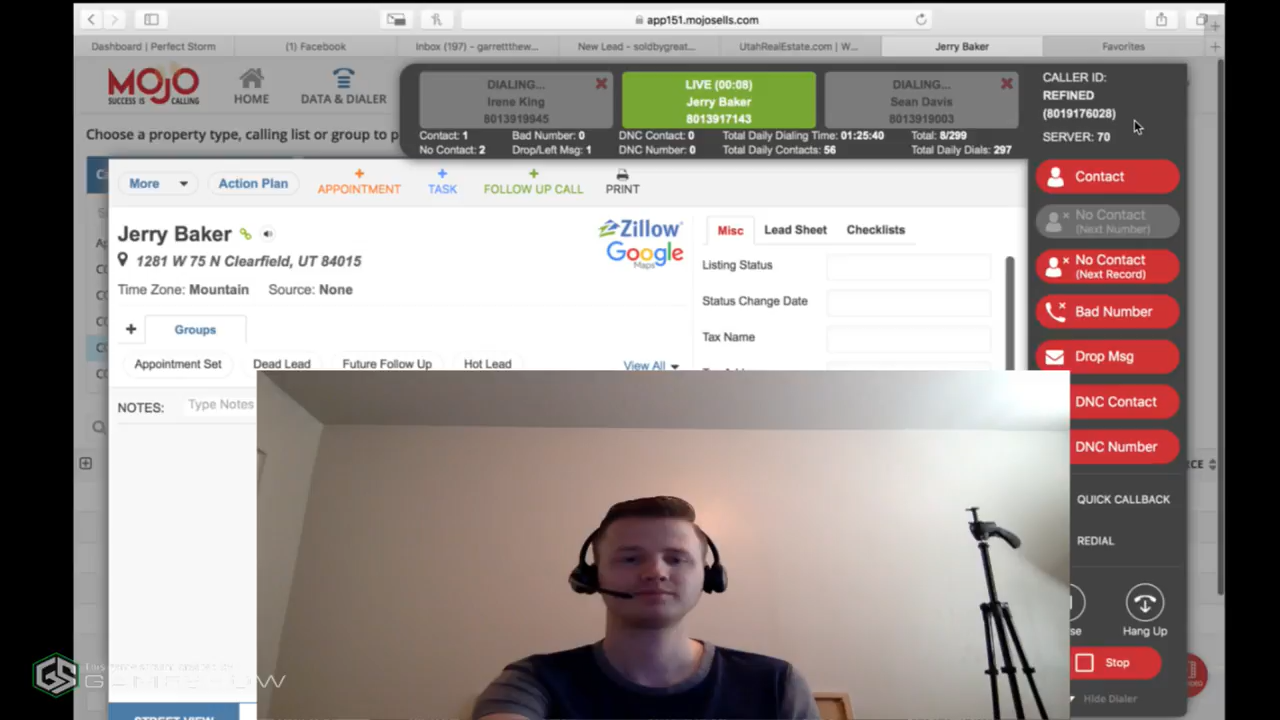 app151.mojosells.com
Dashboard | Perfect Storm
(1) Facebook
Inbox (197) - garrettthew...
New Lead - soldbygreat...
UtahRealEstate.com | W...
Jerry Baker
Favorites
MOJO
SUCCESS IS CALLING
HOME
DATA & DIALER
DIALING...
Irene King
8013919945
LIVE (00:08)
Jerry Baker
8013917143
DIALING...
Sean Davis
8013919003
CALLER ID:
REFINED
(8019176028)
SERVER: 70
Contact: 1 Bad Number: 0 DNC Contact: 0 Total Daily Dialing Time: 01:25:40 Total: 8/299
No Contact: 2 Drop/Left Msg: 1 DNC Number: 0 Total Daily Contacts: 56 Total Daily Dials: 297
Choose a property type, calling list or group to
More
Action Plan
APPOINTMENT
TASK
FOLLOW UP CALL
PRINT
Jerry Baker
1281 W 75 N Clearfield, UT 84015
Time Zone: Mountain Source: None
Zillow
Google
Maps
Groups
Appointment Set
Dead Lead
Future Follow Up
Hot Lead
View All
NOTES:
Type Notes
Misc
Lead Sheet
Checklists
Listing Status
Status Change Date
Tax Name
Contact
No Contact
(Next Number)
No Contact
(Next Record)
Bad Number
Drop Msg
DNC Contact
DNC Number
QUICK CALLBACK
REDIAL
Hang Up
Stop
Hide Dialer
STREET VIEW
GS
GAMESHOW